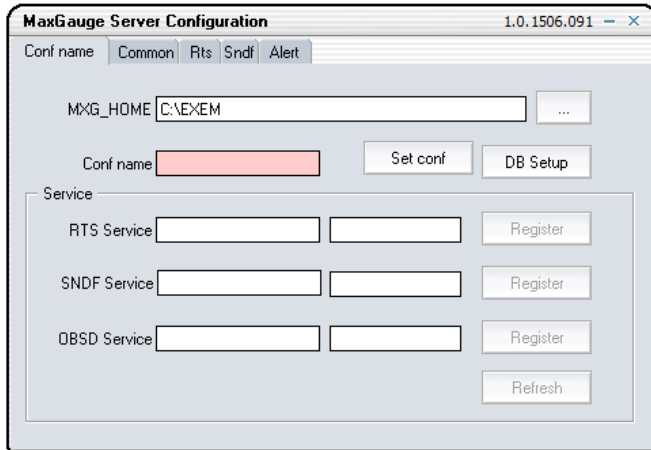 MaxGauge Server Configuration 1.0.1506.091
Conf name Common Rts Sndf Alert
MXG_HOME C:\EXEM ...
Conf name Set conf DB Setup
Service
RTS Service Register
SNDF Service Register
OBSD Service Register
Refresh